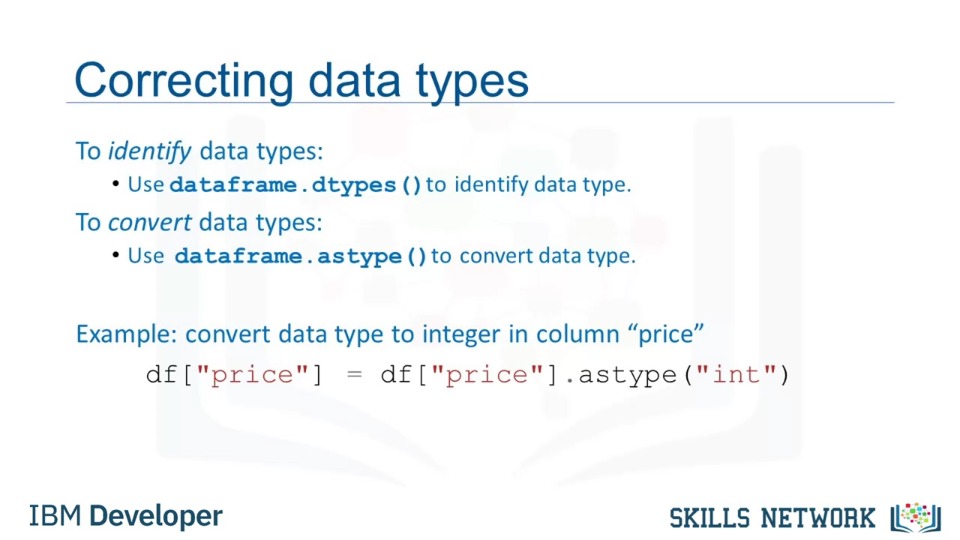 Correcting data types
To identify data types:
• Use dataframe.dtypes() to identify data type.
To convert data types:
• Use dataframe.astype() to convert data type.
Example: convert data type to integer in column “price”
df["price"] = df["price"].astype("int")
IBM Developer
SKILLS NETWORK